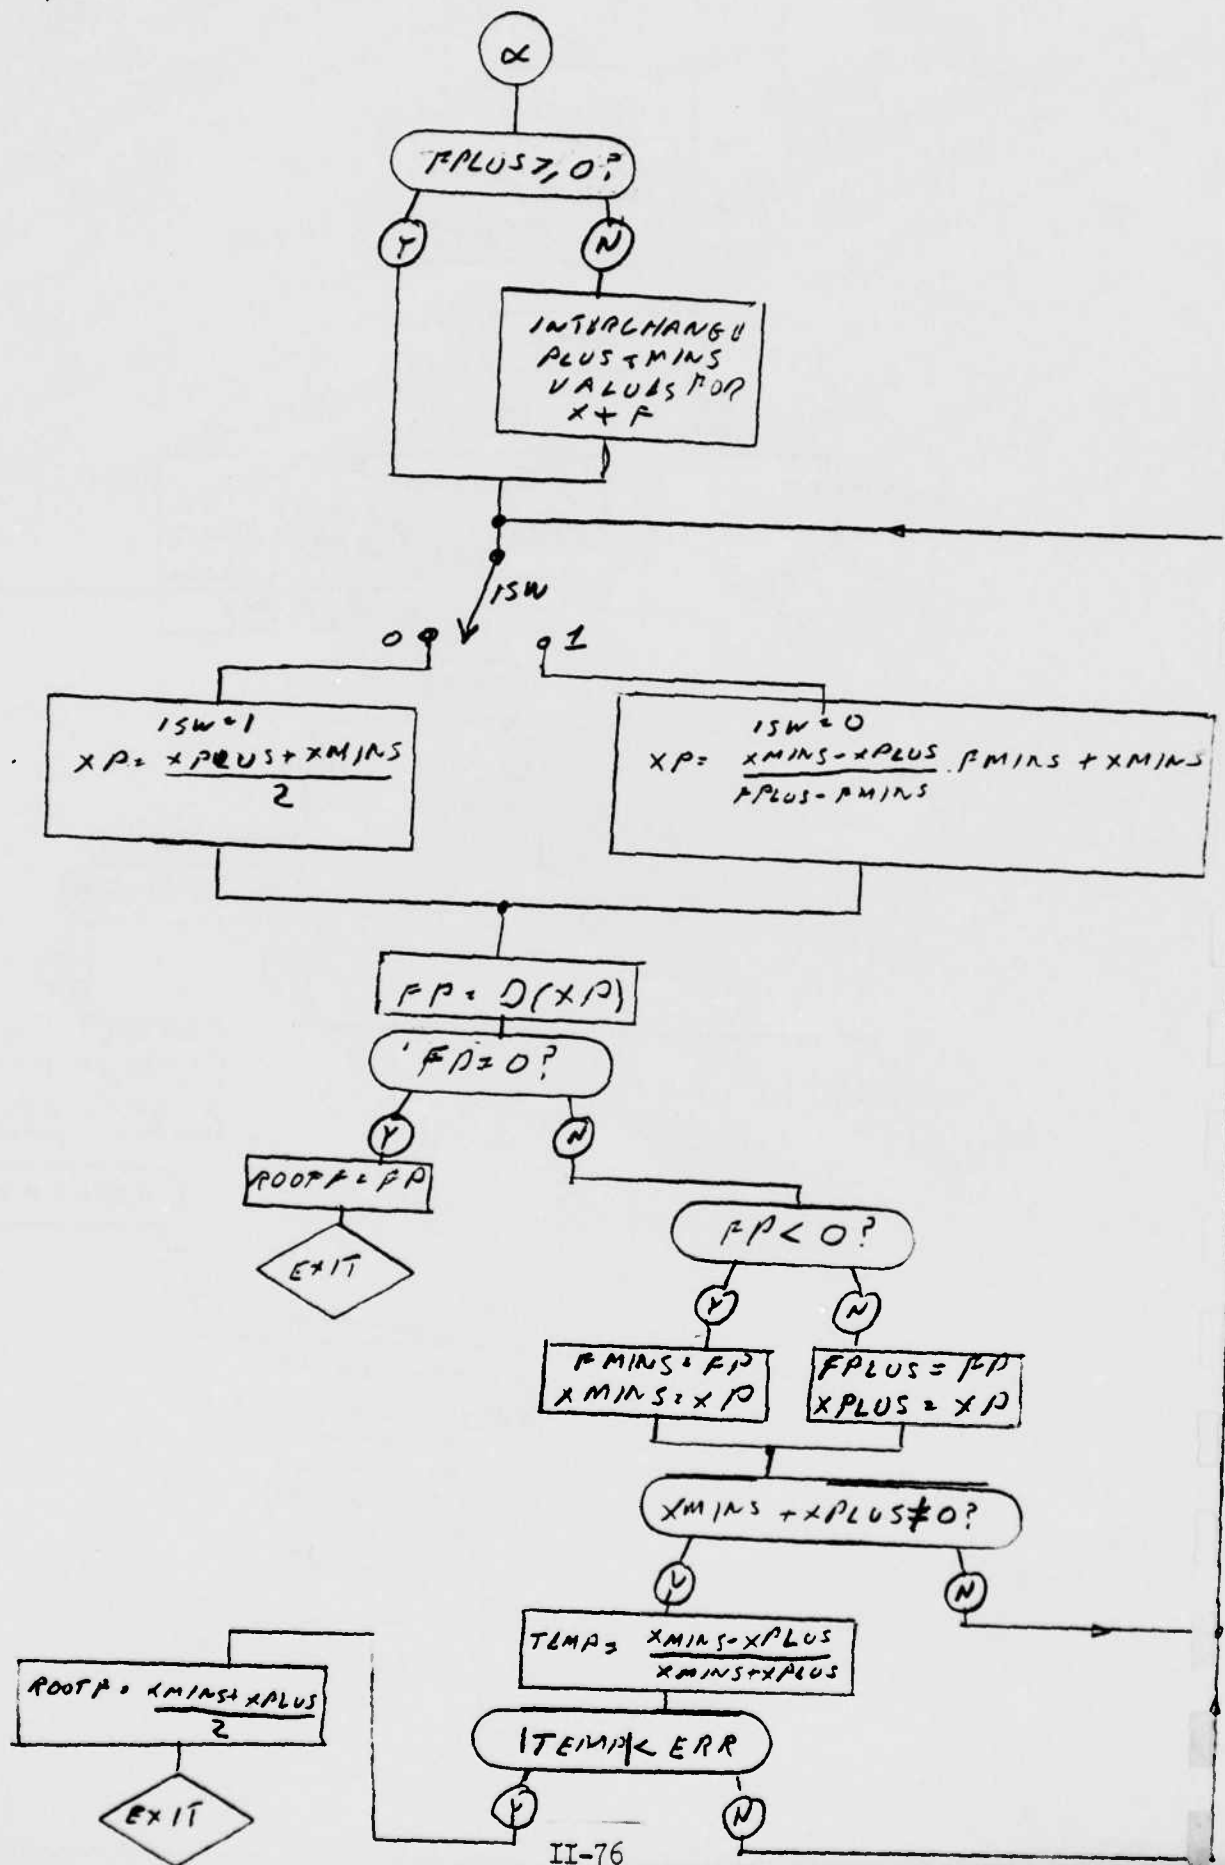 α
FPLUS ≥ 0?
Y
N
INTERCHANGE
PLUS + MINS
VALUES FOR
X + F
ISW
0
1
ISW = 1
XP = XPLUS + XMINS
2
ISW = 0
XP = XMINS - XPLUS . FMINS + XMINS
FPLUS - FMINS
FP = D(XP)
FP = 0?
Y
N
ROOTF = FP
EXIT
FP < 0?
Y
N
FMINS = FP
XMINS = XP
FPLUS = FP
XPLUS = XP
XMINS + XPLUS ≠ 0?
Y
N
TEMP = XMINS - XPLUS
XMINS + XPLUS
ROOTF = XMINS + XPLUS
2
|TEMP| < ERR
Y
N
EXIT
II-76